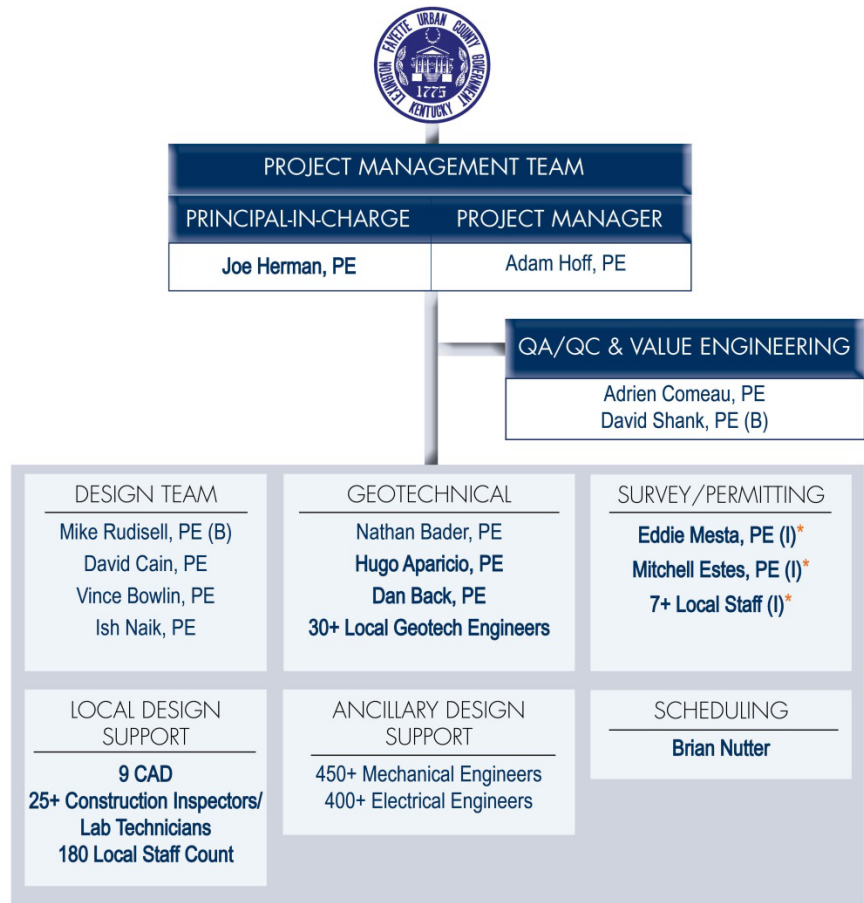 LEXINGTON FAYETTE URBAN COUNTY GOVERNMENT
1775
KENTUCKY
PROJECT MANAGEMENT TEAM
PRINCIPAL-IN-CHARGE
Joe Herman, PE
PROJECT MANAGER
Adam Hoff, PE
QA/QC & VALUE ENGINEERING
Adrien Comeau, PE
David Shank, PE (B)
DESIGN TEAM
Mike Rudisell, PE (B)
David Cain, PE
Vince Bowlin, PE
Ish Naik, PE
GEOTECHNICAL
Nathan Bader, PE
Hugo Aparicio, PE
Dan Back, PE
30+ Local Geotech Engineers
SURVEY/PERMITTING
Eddie Mesta, PE (I)*
Mitchell Estes, PE (I)*
7+ Local Staff (I)*
LOCAL DESIGN
SUPPORT
9 CAD
25+ Construction Inspectors/
Lab Technicians
180 Local Staff Count
ANCILLARY DESIGN
SUPPORT
450+ Mechanical Engineers
400+ Electrical Engineers
SCHEDULING
Brian Nutter